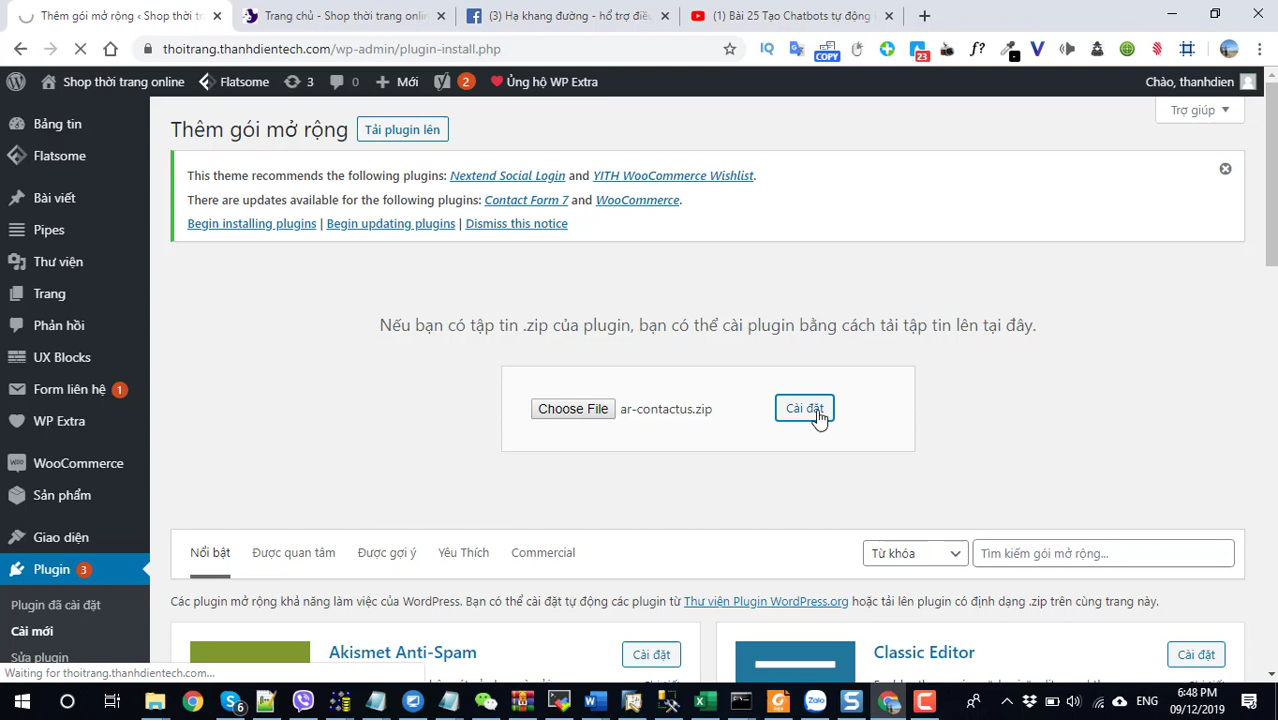 Thêm gói mở rộng ‹ Shop thời tra
Trang chủ - Shop thời trang onlin
(3) Hạ khang đường - hổ trợ điề
(1) Bài 25 Tạo Chatbots tự động
thoitrang.thanhdientech.com/wp-admin/plugin-install.php
COPY
23
Shop thời trang online
Flatsome
3
0
Mới
2
Ủng hộ WP Extra
Chào, thanhdien
Bảng tin
Flatsome
Bài viết
Pipes
Thư viện
Trang
Phản hồi
UX Blocks
Form liên hệ 1
WP Extra
WooCommerce
Sản phẩm
Giao diện
Plugin 3
Plugin đã cài đặt
Cài mới
Sửa plugin
Trợ giúp
Thêm gói mở rộng
Tải plugin lên
This theme recommends the following plugins: Nextend Social Login and YITH WooCommerce Wishlist.
There are updates available for the following plugins: Contact Form 7 and WooCommerce.
Begin installing plugins | Begin updating plugins | Dismiss this notice
Nếu bạn có tập tin .zip của plugin, bạn có thể cài plugin bằng cách tải tập tin lên tại đây.
Choose File ar-contactus.zip
Cài đặt
Nổi bật
Được quan tâm
Được gợi ý
Yêu Thích
Commercial
Từ khóa
Tìm kiếm gói mở rộng...
Các plugin mở rộng khả năng làm việc của WordPress. Bạn có thể cài đặt tự động các plugin từ Thư viện Plugin WordPress.org hoặc tải lên plugin có định dạng .zip trên cùng trang này.
Akismet Anti-Spam
Cài đặt
Classic Editor
Cài đặt
Waiting for thoitrang.thanhdientech.com...
6
Zalo
ENG
6:48 PM
09/12/2019